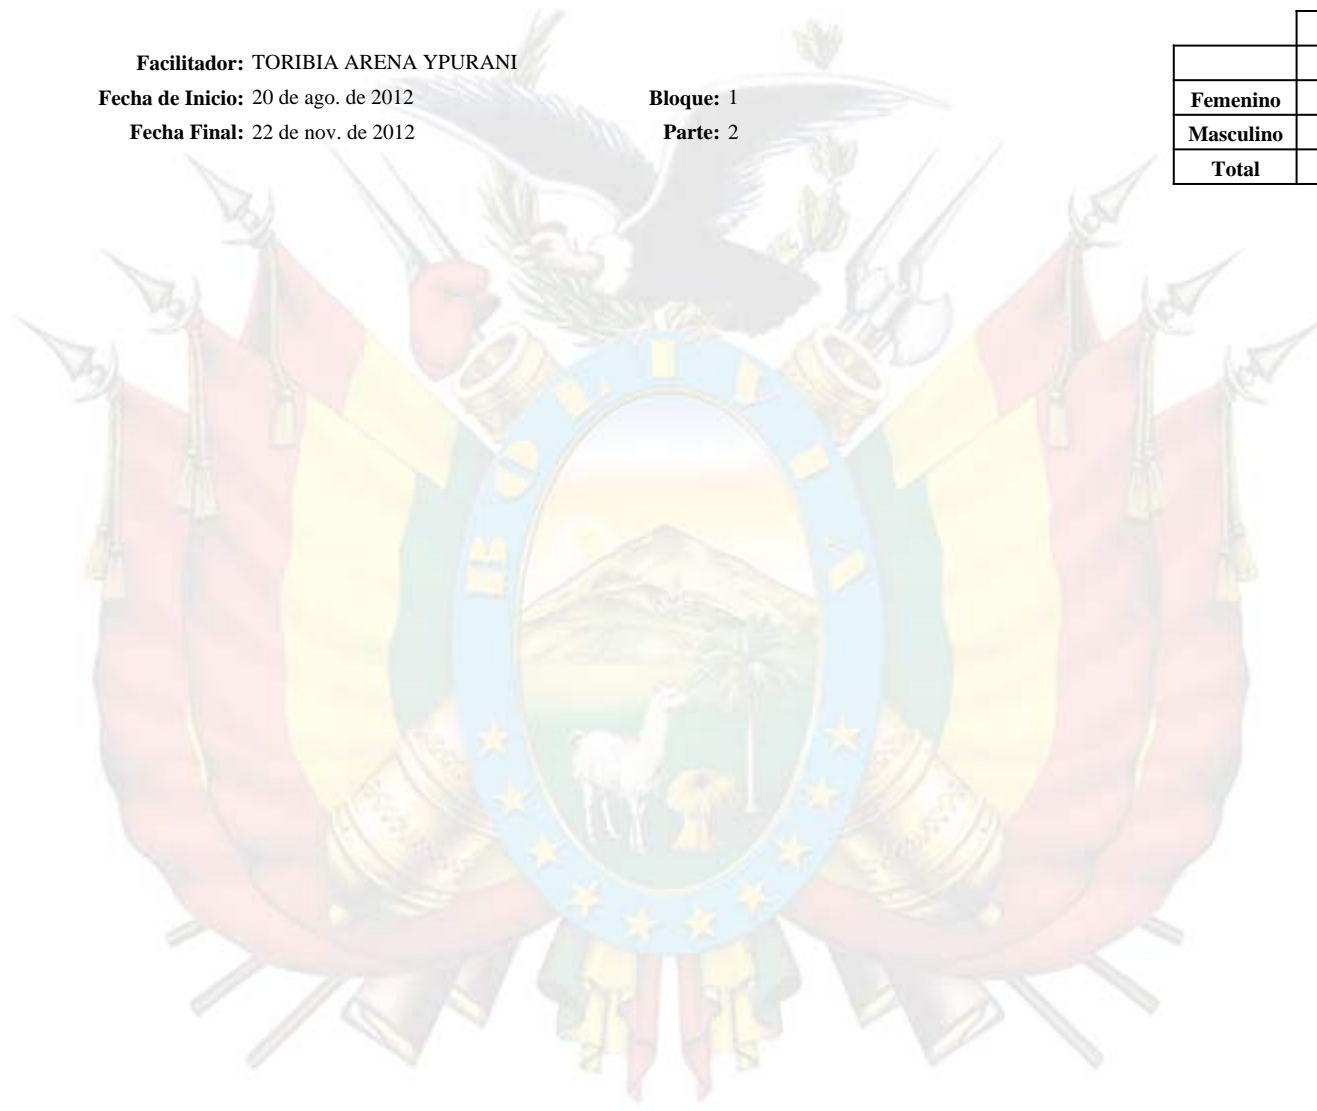 Facilitador: TORIBIA ARENA YPURANI
Fecha de Inicio: 20 de ago. de 2012 Bloque: 1
Fecha Final: 22 de nov. de 2012 Parte: 2
Femenino
Masculino
Total
BOLIVIA